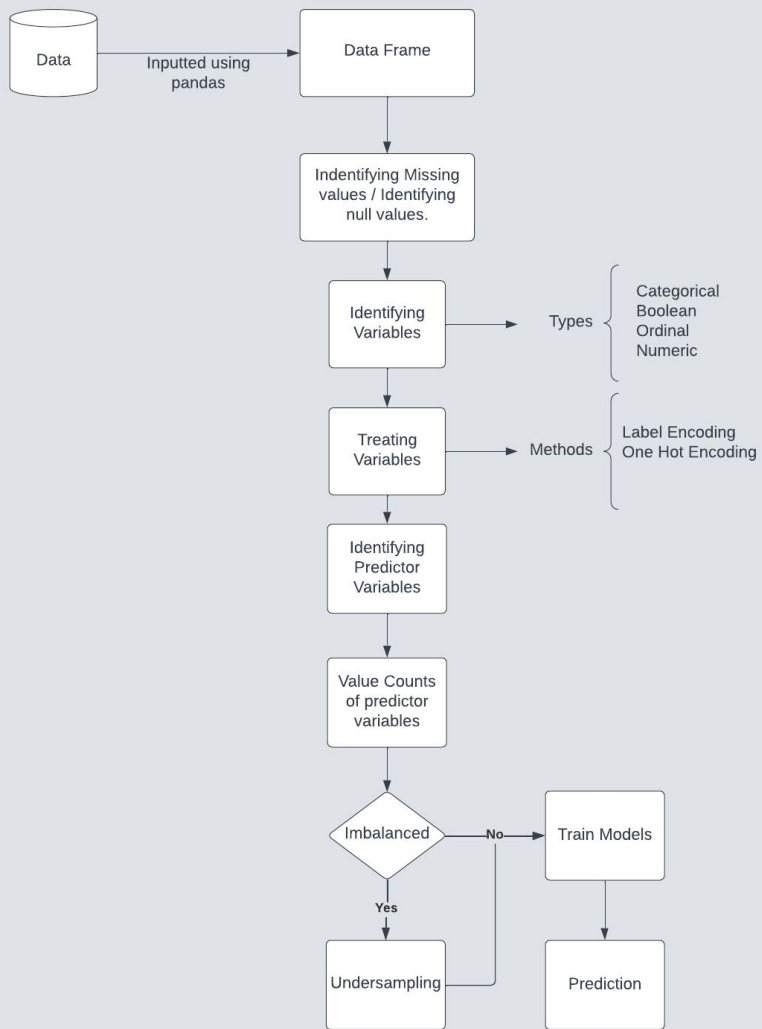 Data
Inputted using
pandas
Data Frame
Indentifying Missing
values / Identifying
null values.
Identifying
Variables
Types
Categorical
Boolean
Ordinal
Numeric
Treating
Variables
Methods
Label Encoding
One Hot Encoding
Identifying
Predictor
Variables
Value Counts
of predictor
variables
Imbalanced
No
Train Models
Yes
Undersampling
Prediction